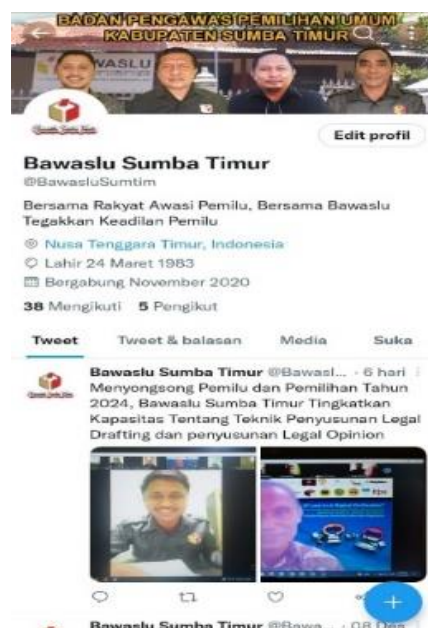 BADAN PENGAWAS PEMILIHAN UMUM
KABUPATEN SUMBA TIMUR
Edit profil
Bawaslu Sumba Timur
@BawasluSumtim
Bersama Rakyat Awasi Pemilu, Bersama Bawaslu
Tegakkan Keadilan Pemilu
Nusa Tenggara Timur, Indonesia
Lahir 24 Maret 1983
Bergabung November 2020
38 Mengikuti 5 Pengikut
Tweet Tweet & balasan Media Suka
Bawaslu Sumba Timur @Bawasl... · 6 hari
Menyongsong Pemilu dan Pemilihan Tahun
2024, Bawaslu Sumba Timur Tingkatkan
Kapasitas Tentang Teknik Penyusunan Legal
Drafting dan penyusunan Legal Opinion
Bawaslu Sumba Timur @Bawa... · 08 Des